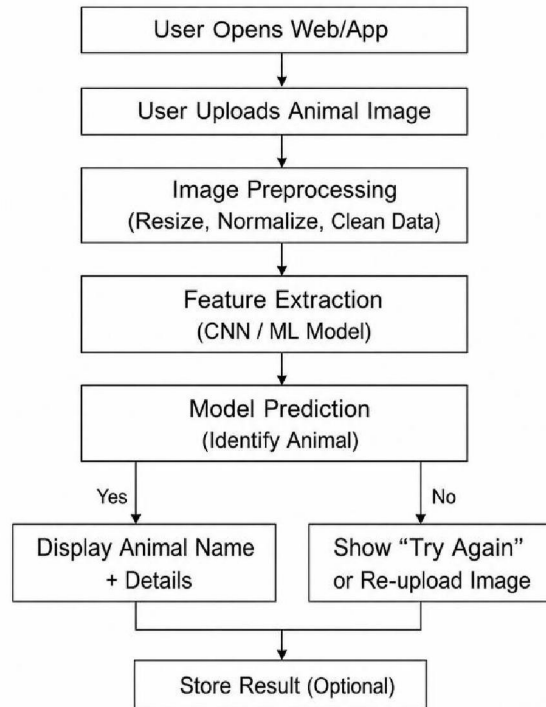 User Opens Web/App
User Uploads Animal Image
Image Preprocessing
(Resize, Normalize, Clean Data)
Feature Extraction
(CNN / ML Model)
Model Prediction
(Identify Animal)
Yes
No
Display Animal Name
+ Details
Show “Try Again”
or Re-upload Image
Store Result (Optional)